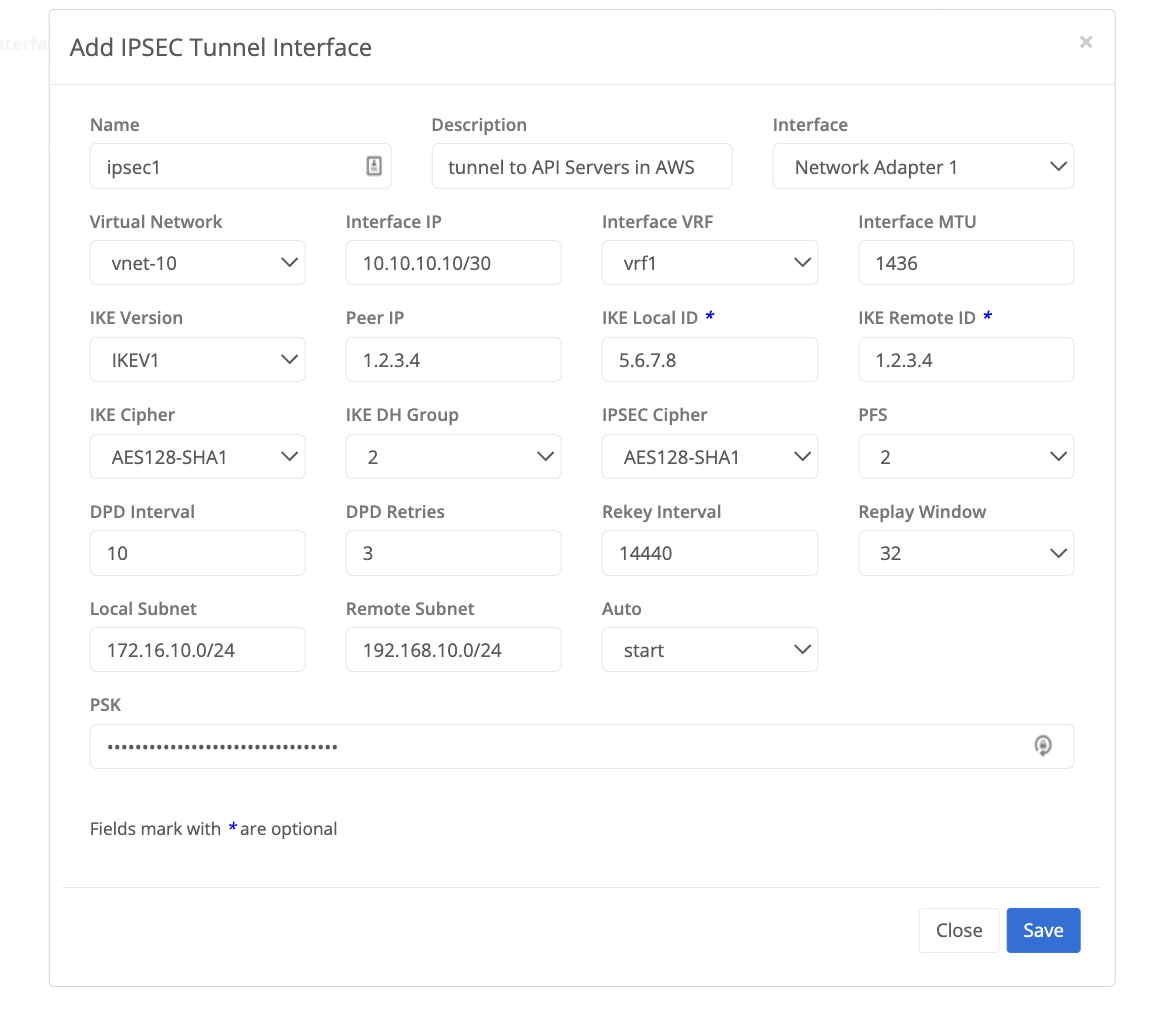 Add IPSEC Tunnel Interface ×
Name Description Interface
ipsec1 tunnel to API Servers in AWS Network Adapter 1
Virtual Network Interface IP Interface VRF Interface MTU
vnet-10 10.10.10.10/30 vrf1 1436
IKE Version Peer IP IKE Local ID * IKE Remote ID *
IKEV1 1.2.3.4 5.6.7.8 1.2.3.4
IKE Cipher IKE DH Group IPSEC Cipher PFS
AES128-SHA1 2 AES128-SHA1 2
DPD Interval DPD Retries Rekey Interval Replay Window
10 3 14440 32
Local Subnet Remote Subnet Auto
172.16.10.0/24 192.168.10.0/24 start
PSK
•••••••••••••••••••••••••••••••••
Fields mark with * are optional
Close Save